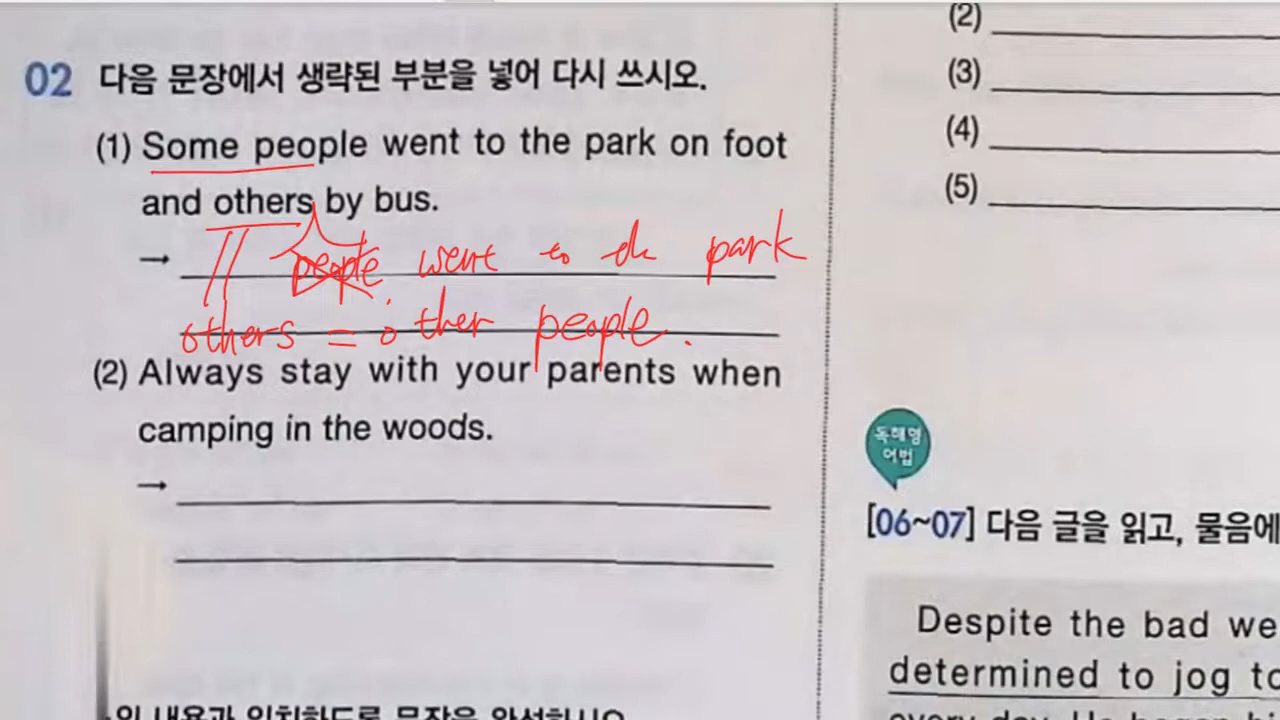 02 다음 문장에서 생략된 부분을 넣어 다시 쓰시오.
(1) Some people went to the park on foot
and others by bus.
→ people went to park
others = other people.
(2) Always stay with your parents when
camping in the woods.
→
(2)
(3)
(4)
(5)
독해형
어법
[06~07] 다음 글을 읽고, 물음에
Despite the bad we
determined to jog to